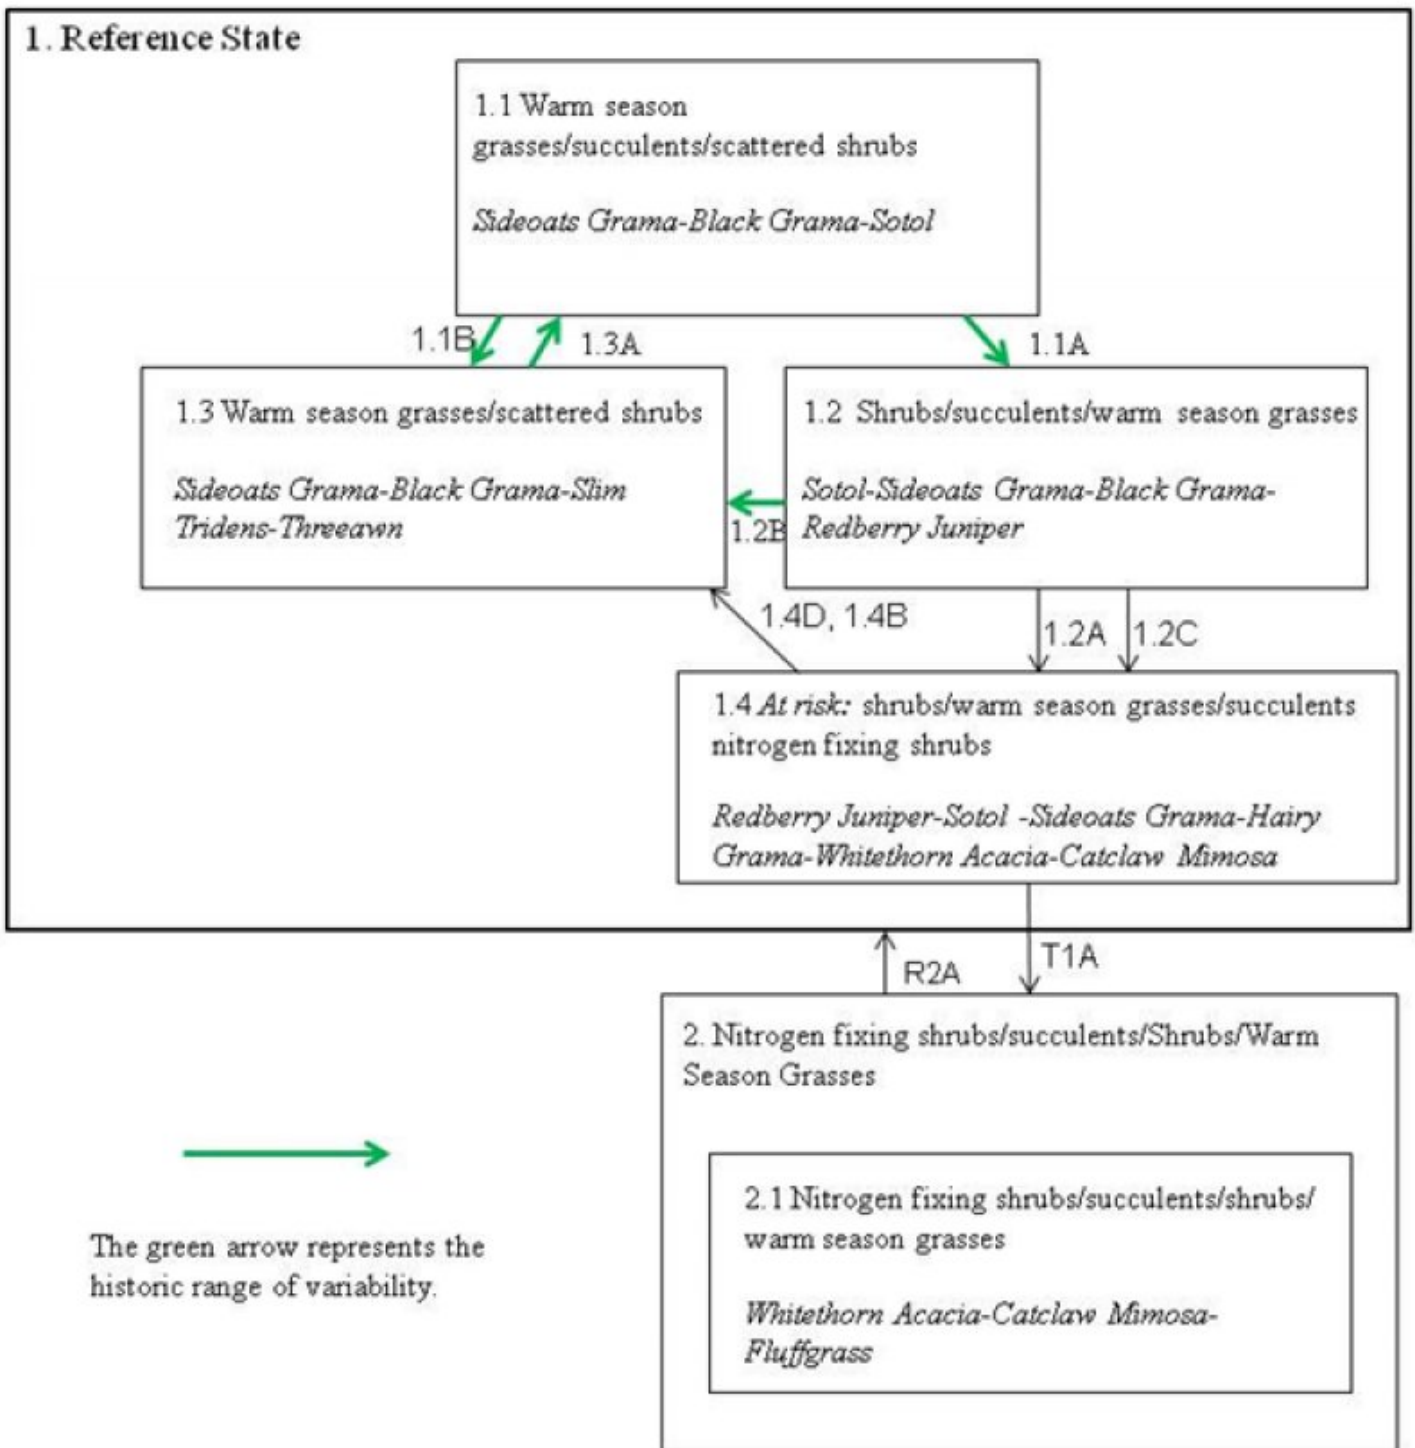 1. Reference State
1.1 Warm season
grasses/succulents/scattered shrubs
Sideoats Grama-Black Grama-Sotol
1.1B
1.3A
1.1A
1.3 Warm season grasses/scattered shrubs
Sideoats Grama-Black Grama-Slim
Tridens-Threeawn
1.2 Shrubs/succulents/warm season grasses
Sotol-Sideoats Grama-Black Grama-
Redberry Juniper
1.2B
1.4D, 1.4B
1.2A
1.2C
1.4 At risk: shrubs/warm season grasses/succulents
nitrogen fixing shrubs
Redberry Juniper-Sotol -Sideoats Grama-Hairy
Grama-Whitethorn Acacia-Catclaw Mimosa
R2A
T1A
2. Nitrogen fixing shrubs/succulents/Shrubs/Warm
Season Grasses
2.1 Nitrogen fixing shrubs/succulents/shrubs/
warm season grasses
Whitethorn Acacia-Catclaw Mimosa-
Fluffgrass
The green arrow represents the
historic range of variability.